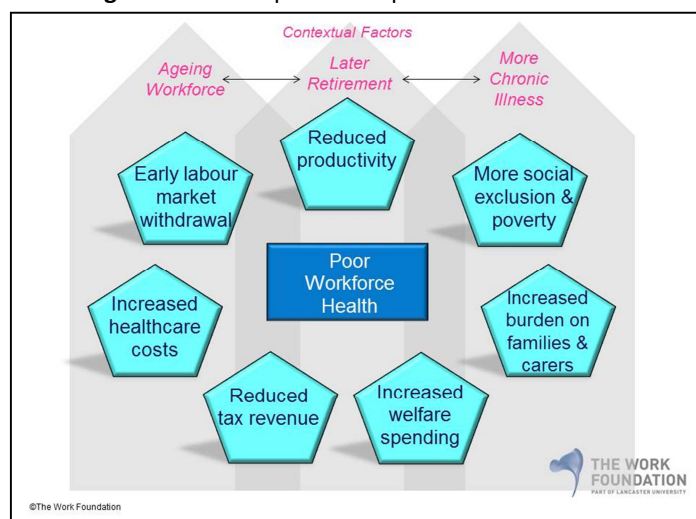 Contextual Factors
Ageing
Workforce
Later
Retirement
More
Chronic
Illness
Reduced
productivity
Early labour
market
withdrawal
More social
exclusion &
poverty
Poor
Workforce
Health
Increased
healthcare
costs
Increased
burden on
families &
carers
Reduced
tax revenue
Increased
welfare
spending
THE WORK
FOUNDATION
PART OF LANCASTER UNIVERSITY
©The Work Foundation